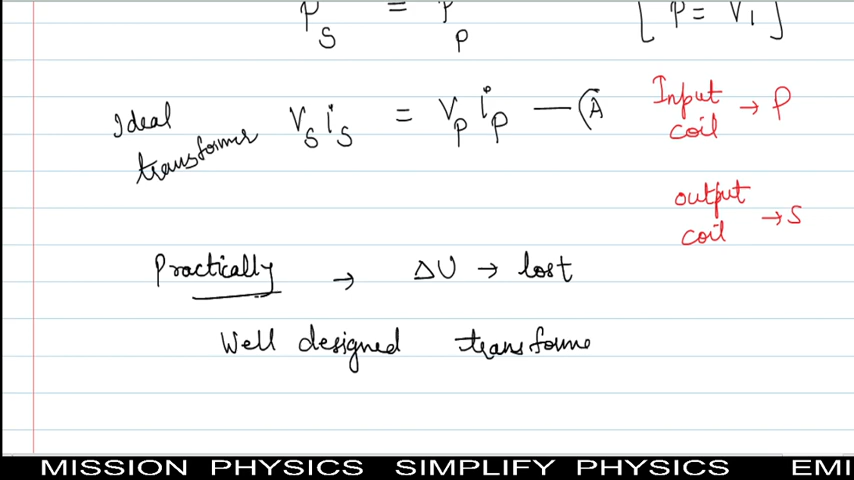 P_S = P_P [P = VI]
Ideal transformer V_S i_S = V_P i_P — (A
Input coil → P
output coil → S
Practically → ΔU → lost
Well designed transforme
MISSION PHYSICS SIMPLIFY PHYSICS EMI